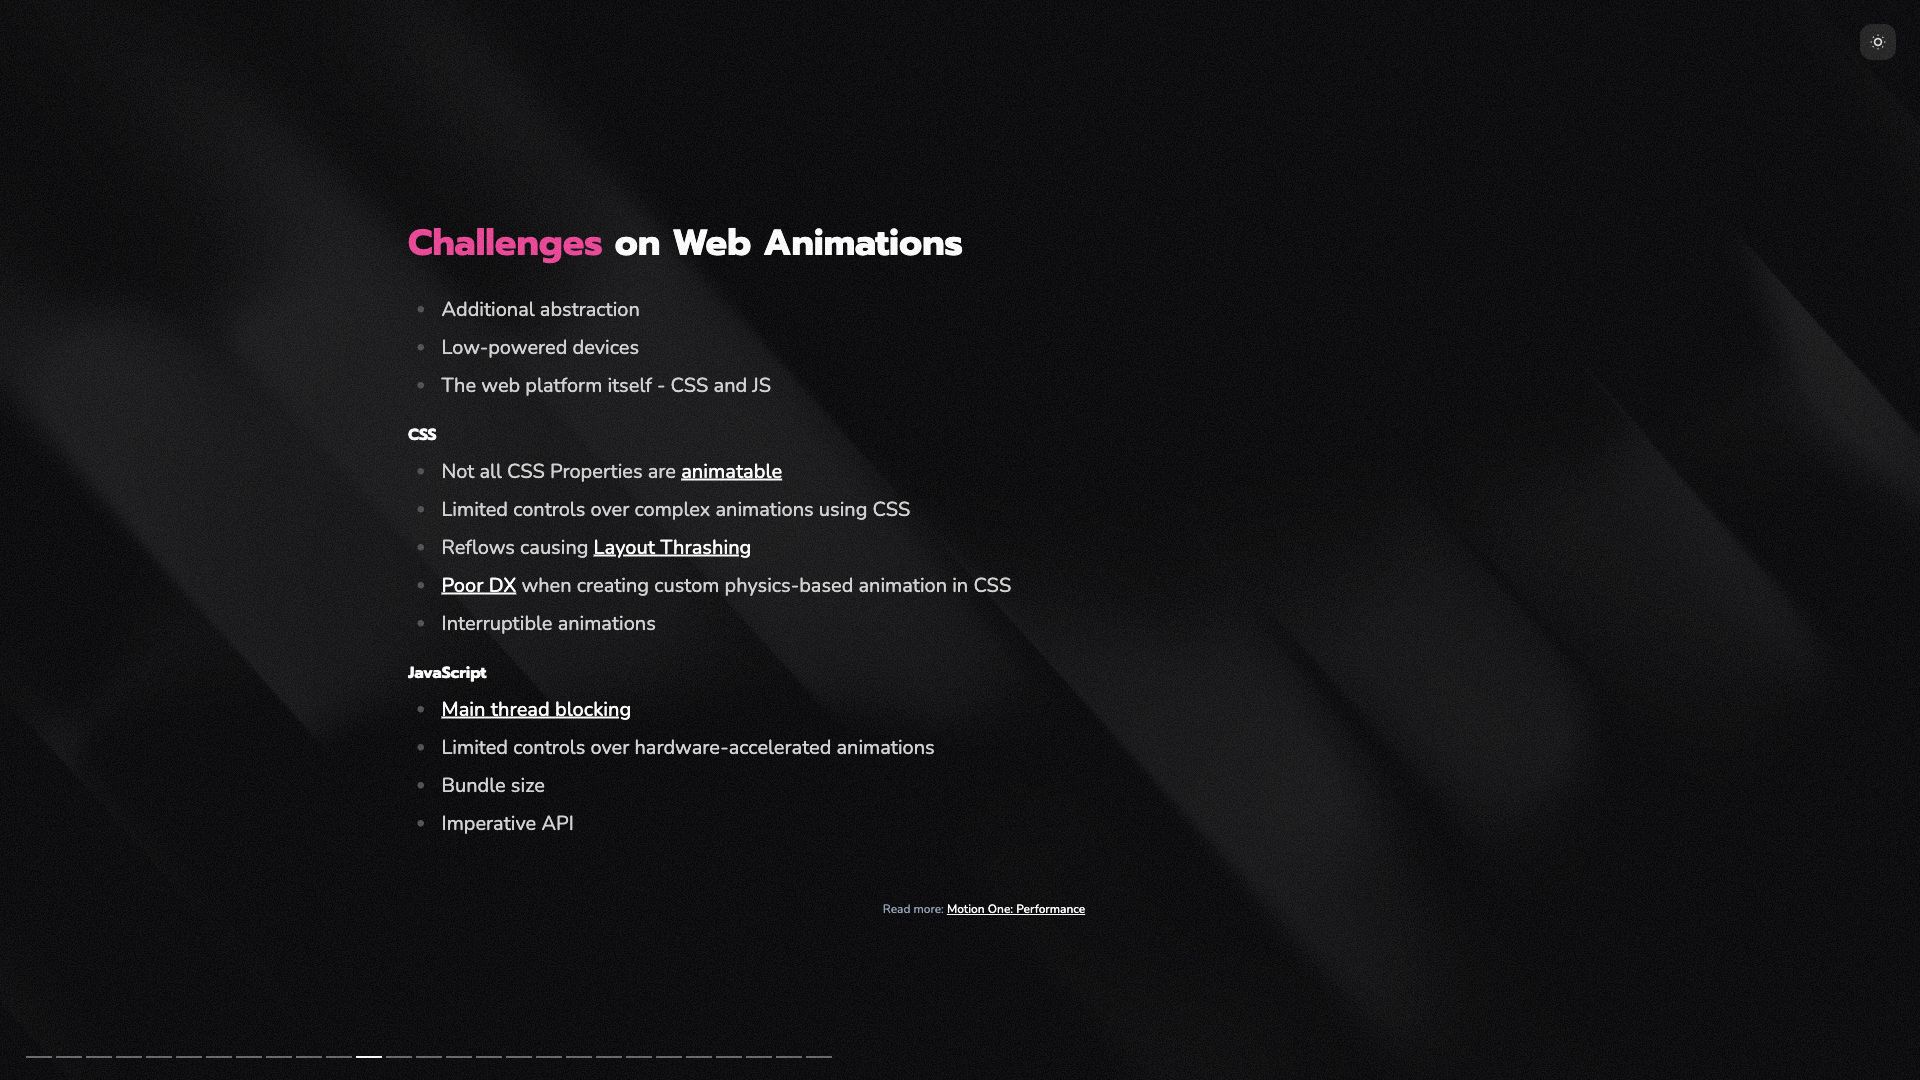 Challenges on Web Animations
Additional abstraction
Low-powered devices
The web platform itself - CSS and JS
CSS
Not all CSS Properties are animatable
Limited controls over complex animations using CSS
Reflows causing Layout Thrashing
Poor DX when creating custom physics-based animation in CSS
Interruptible animations
JavaScript
Main thread blocking
Limited controls over hardware-accelerated animations
Bundle size
Imperative API
Read more: Motion One: Performance